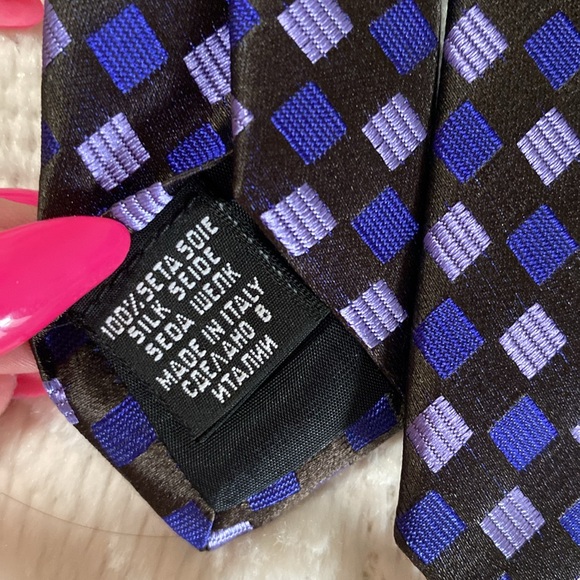 100% SETA SOIE
SILK SEIDE
SEDA ШЕЛК
MADE IN ITALY
СДЕЛАНО В
ИТАЛИИ